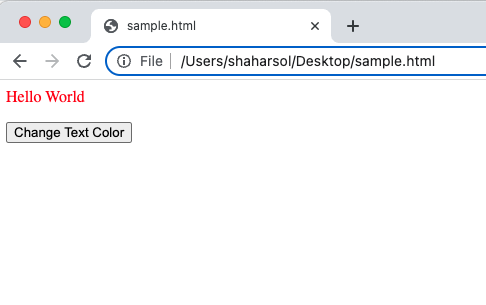 sample.html
File
/Users/shaharsol/Desktop/sample.html
Hello World
Change Text Color